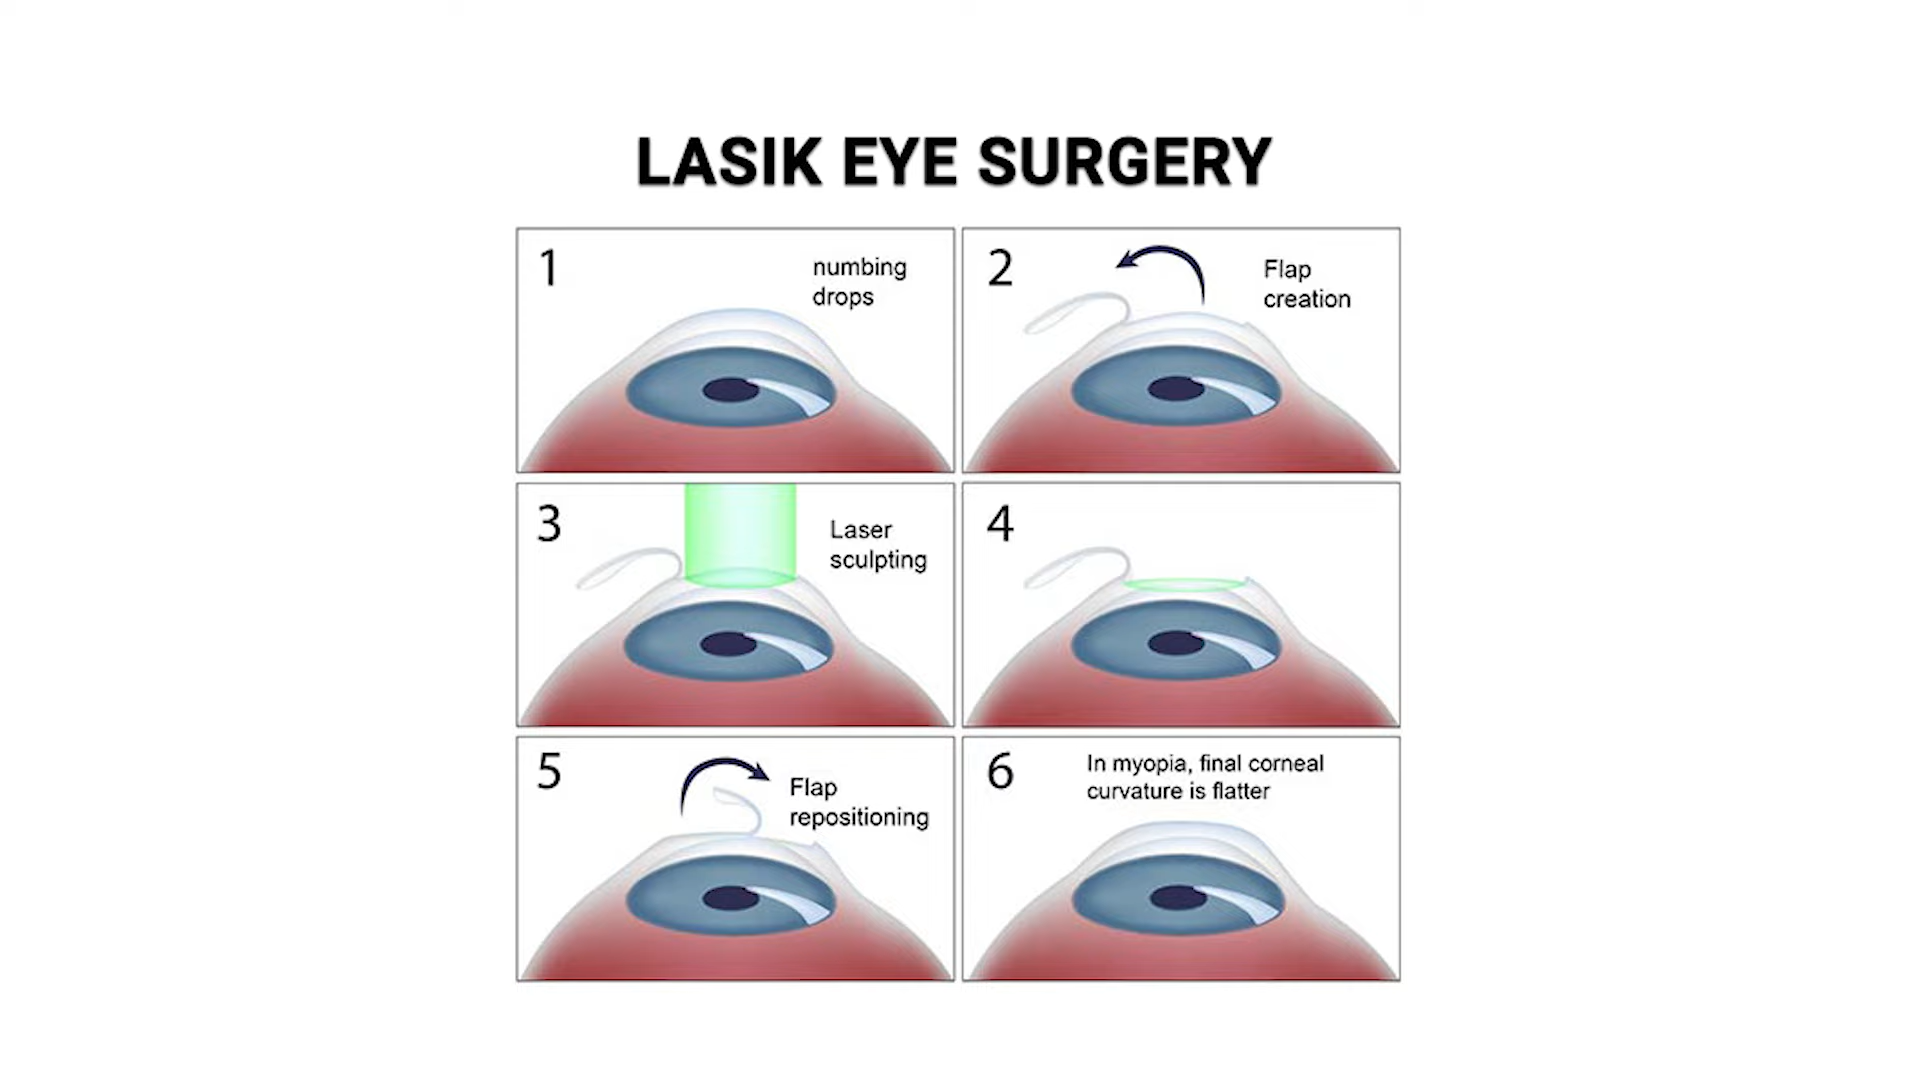 LASIK EYE SURGERY
1
numbing
drops
2
Flap
creation
3
Laser
sculpting
4
5
Flap
repositioning
6
In myopia, final corneal
curvature is flatter